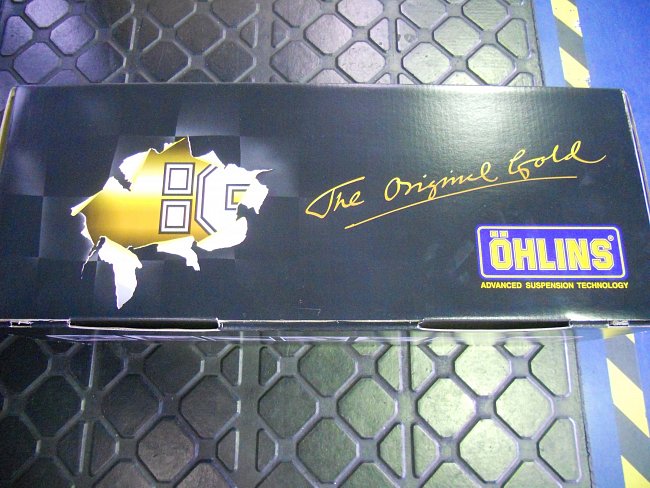 The Original Gold
ÖHLINS®
ADVANCED SUSPENSION TECHNOLOGY